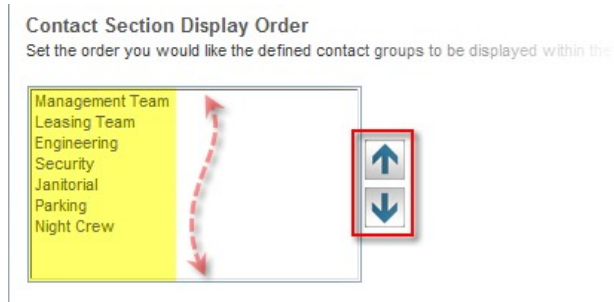 Contact Section Display Order
Set the order you would like the defined contact groups to be displayed within the
Management Team
Leasing Team
Engineering
Security
Janitorial
Parking
Night Crew